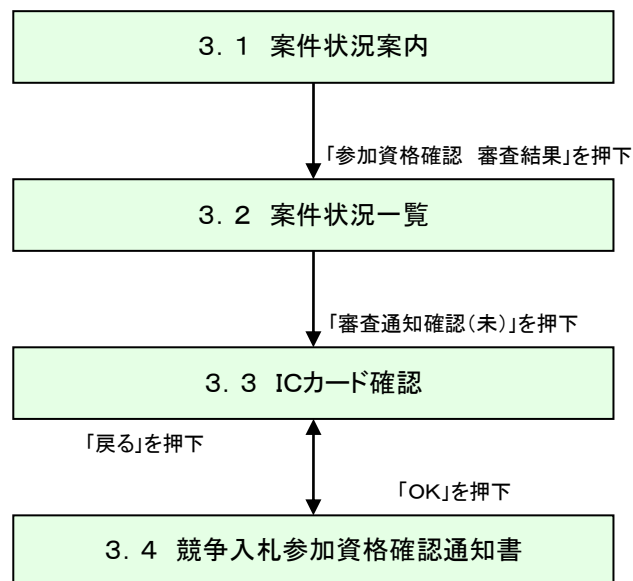 ３．１　案件状況案内
「参加資格確認　審査結果」を押下
３．２　案件状況一覧
「審査通知確認（未）」を押下
３．３　ICカード確認
「戻る」を押下
「OK」を押下
３．４　競争入札参加資格確認通知書